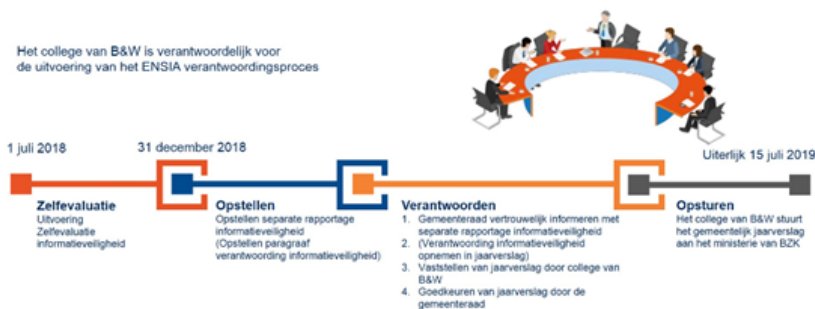 Het college van B&W is verantwoordelijk voor
de uitvoering van het ENSIA verantwoordingsproces
1 juli 2018
31 december 2018
Uiterlijk 15 juli 2019
Zelfevaluatie
Uitvoering
Zelfevaluatie
informatieveiligheid
Opstellen
Opstellen separate rapportage
informatieveiligheid
(Opstellen paragraaf
verantwoording informatieveiligheid)
Verantwoorden
1. Gemeenteraad vertrouwelijk informeren met
separate rapportage informatieveiligheid
2. (Verantwoording informatieveiligheid
opnemen in jaarverslag)
3. Vaststellen van jaarverslag door college van
B&W
4. Goedkeuren van jaarverslag door de
gemeenteraad
Opsturen
Het college van B&W stuurt
het gemeentelijk jaarverslag
aan het ministerie van BZK